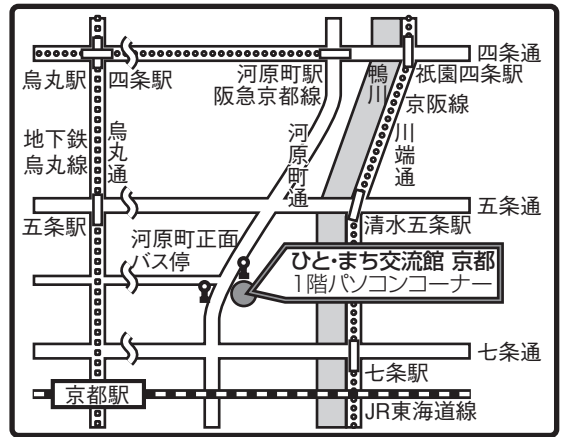 四条通
烏丸駅
四条駅
河原町駅
阪急京都線
鴨川
祇園四条駅
京阪線
地下鉄
烏丸線
烏丸通
河原町通
川端通
五条通
五条駅
清水五条駅
河原町正面
バス停
ひと・まち交流館 京都
1階パソコンコーナー
七条通
七条駅
京都駅
JR東海道線